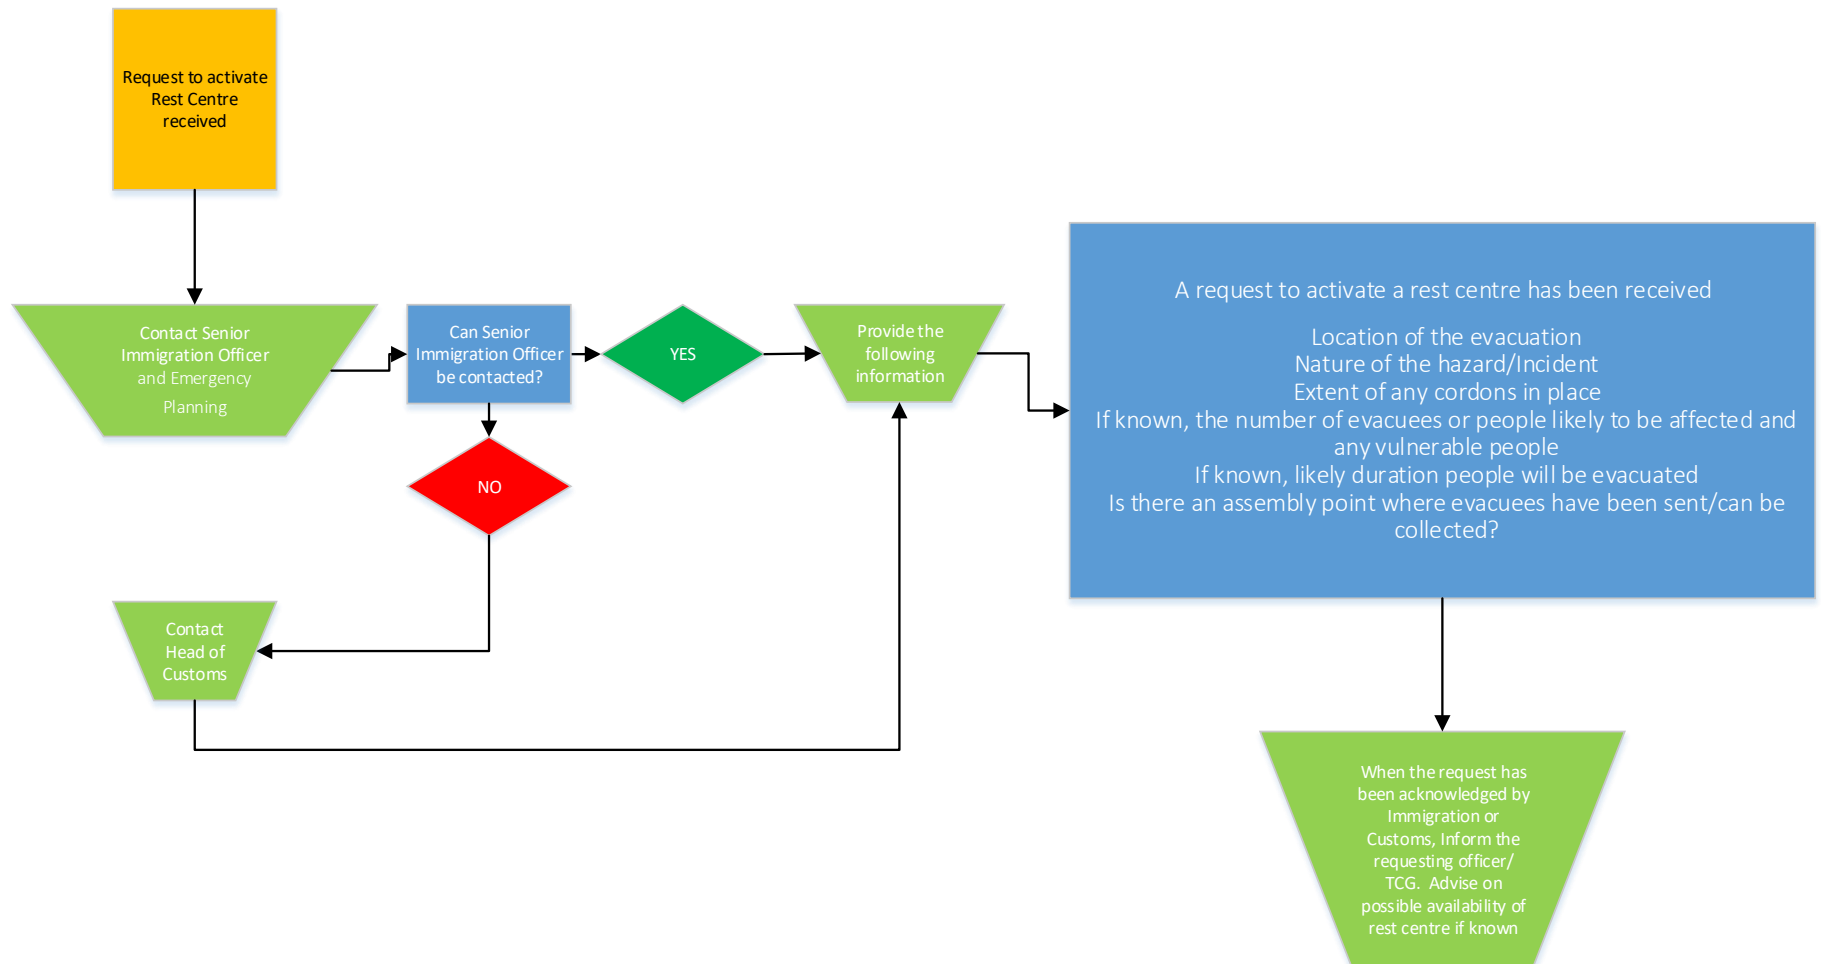 Request to activate
Rest Centre
received
Contact Senior
Immigration Officer
and Emergency
Planning
Can Senior
Immigration Officer
be contacted?
YES
Provide the
following
information
NO
Contact
Head of
Customs
A request to activate a rest centre has been received
Location of the evacuation
Nature of the hazard/Incident
Extent of any cordons in place
If known, the number of evacuees or people likely to be affected and
any vulnerable people
If known, likely duration people will be evacuated
Is there an assembly point where evacuees have been sent/can be
collected?
When the request has
been acknowledged by
Immigration or
Customs, Inform the
requesting officer/
TCG.  Advise on
possible availability of
rest centre if known